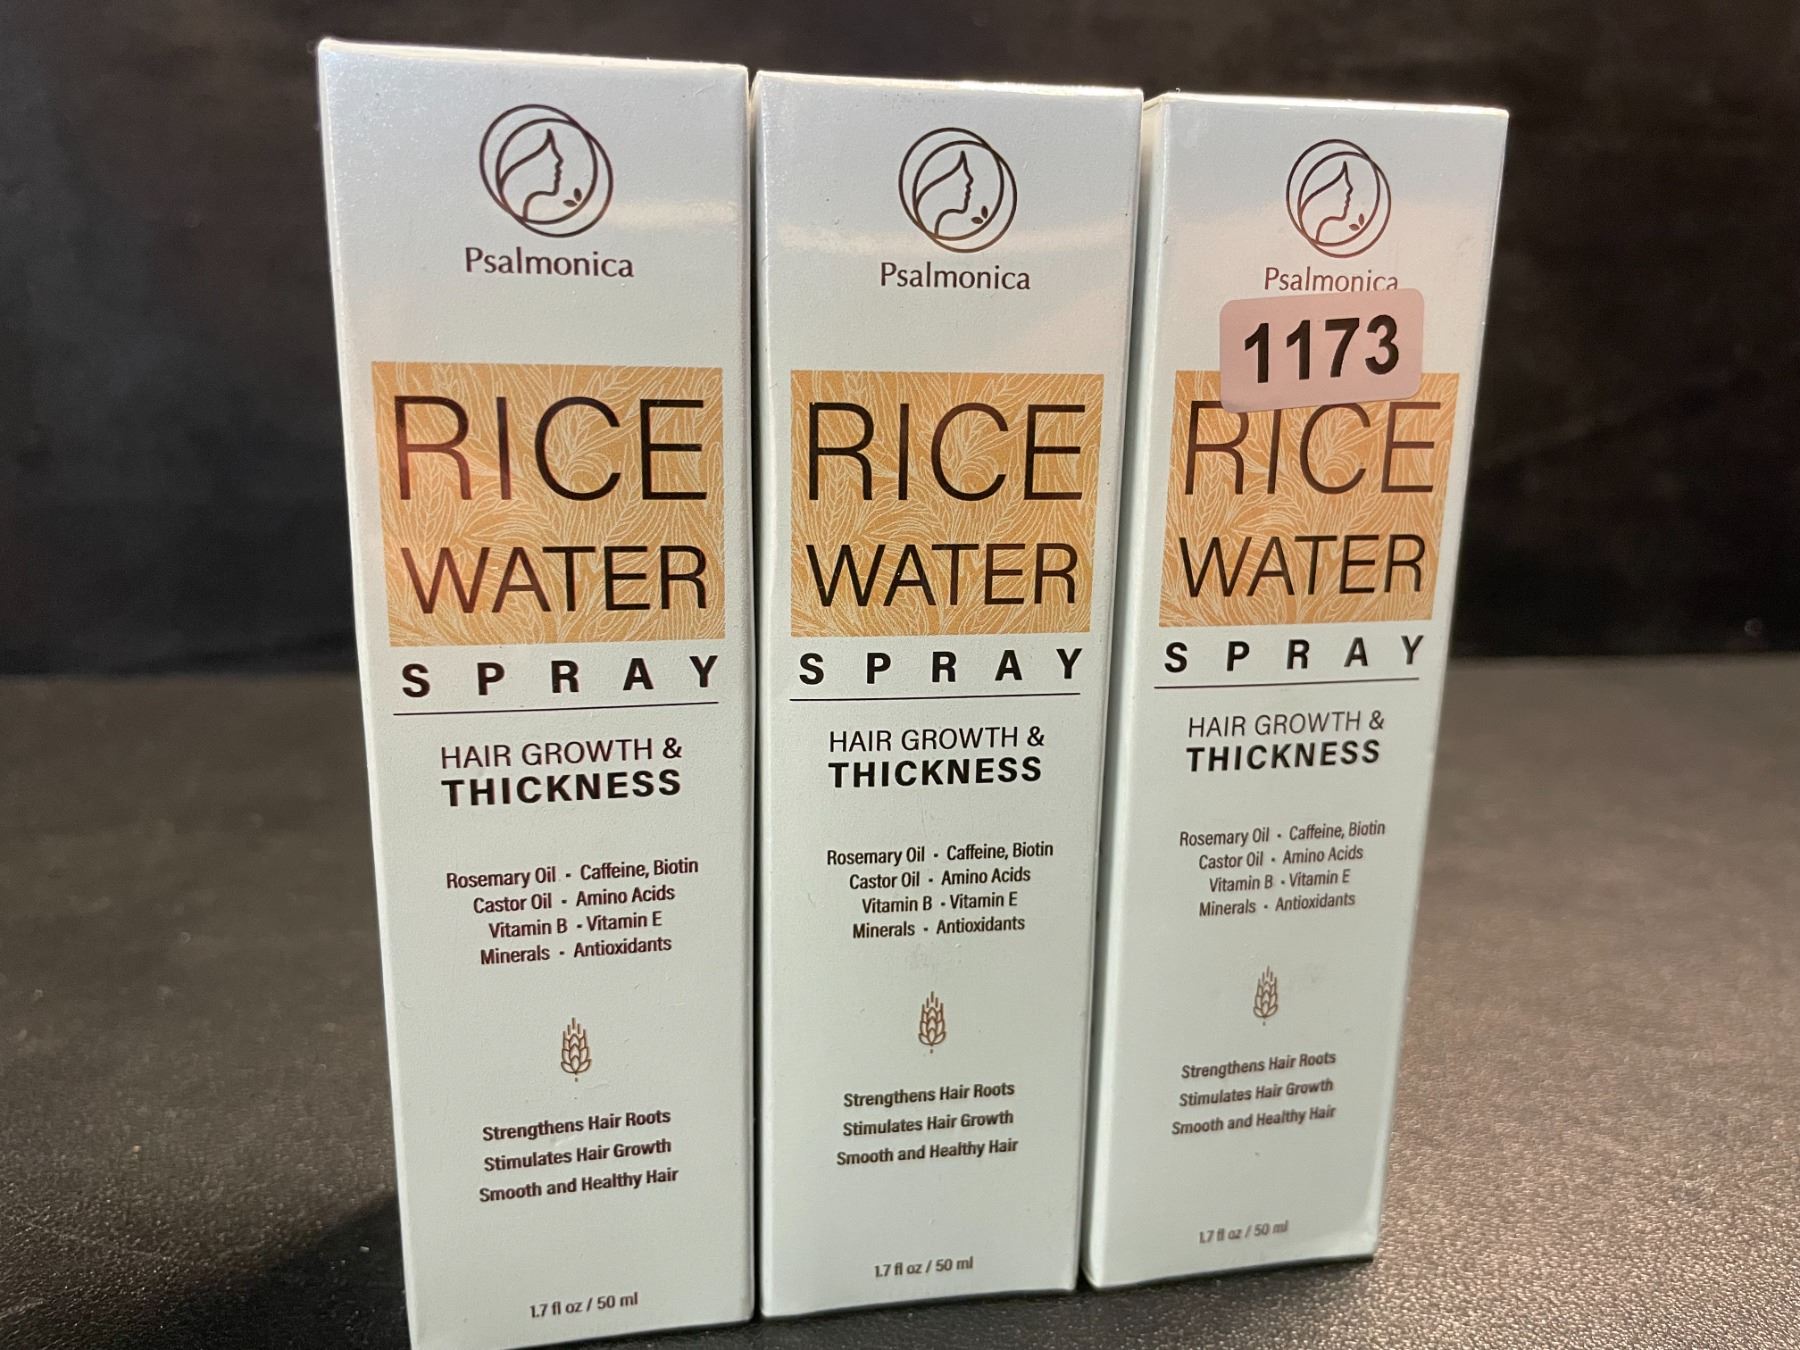 Psalmonica
RICE
WATER
SPRAY
HAIR GROWTH &
THICKNESS
Rosemary Oil • Caffeine, Biotin
Castor Oil • Amino Acids
Vitamin B • Vitamin E
Minerals • Antioxidants
Strengthens Hair Roots
Stimulates Hair Growth
Smooth and Healthy Hair
1.7 fl oz / 50 ml
Psalmonica
RICE
WATER
SPRAY
HAIR GROWTH &
THICKNESS
Rosemary Oil • Caffeine, Biotin
Castor Oil • Amino Acids
Vitamin B • Vitamin E
Minerals • Antioxidants
Strengthens Hair Roots
Stimulates Hair Growth
Smooth and Healthy Hair
1.7 fl oz / 50 ml
Psalmonica
1173
RICE
WATER
SPRAY
HAIR GROWTH &
THICKNESS
Rosemary Oil • Caffeine, Biotin
Castor Oil • Amino Acids
Vitamin B • Vitamin E
Minerals • Antioxidants
Strengthens Hair Roots
Stimulates Hair Growth
Smooth and Healthy Hair
1.7 fl oz / 50 ml